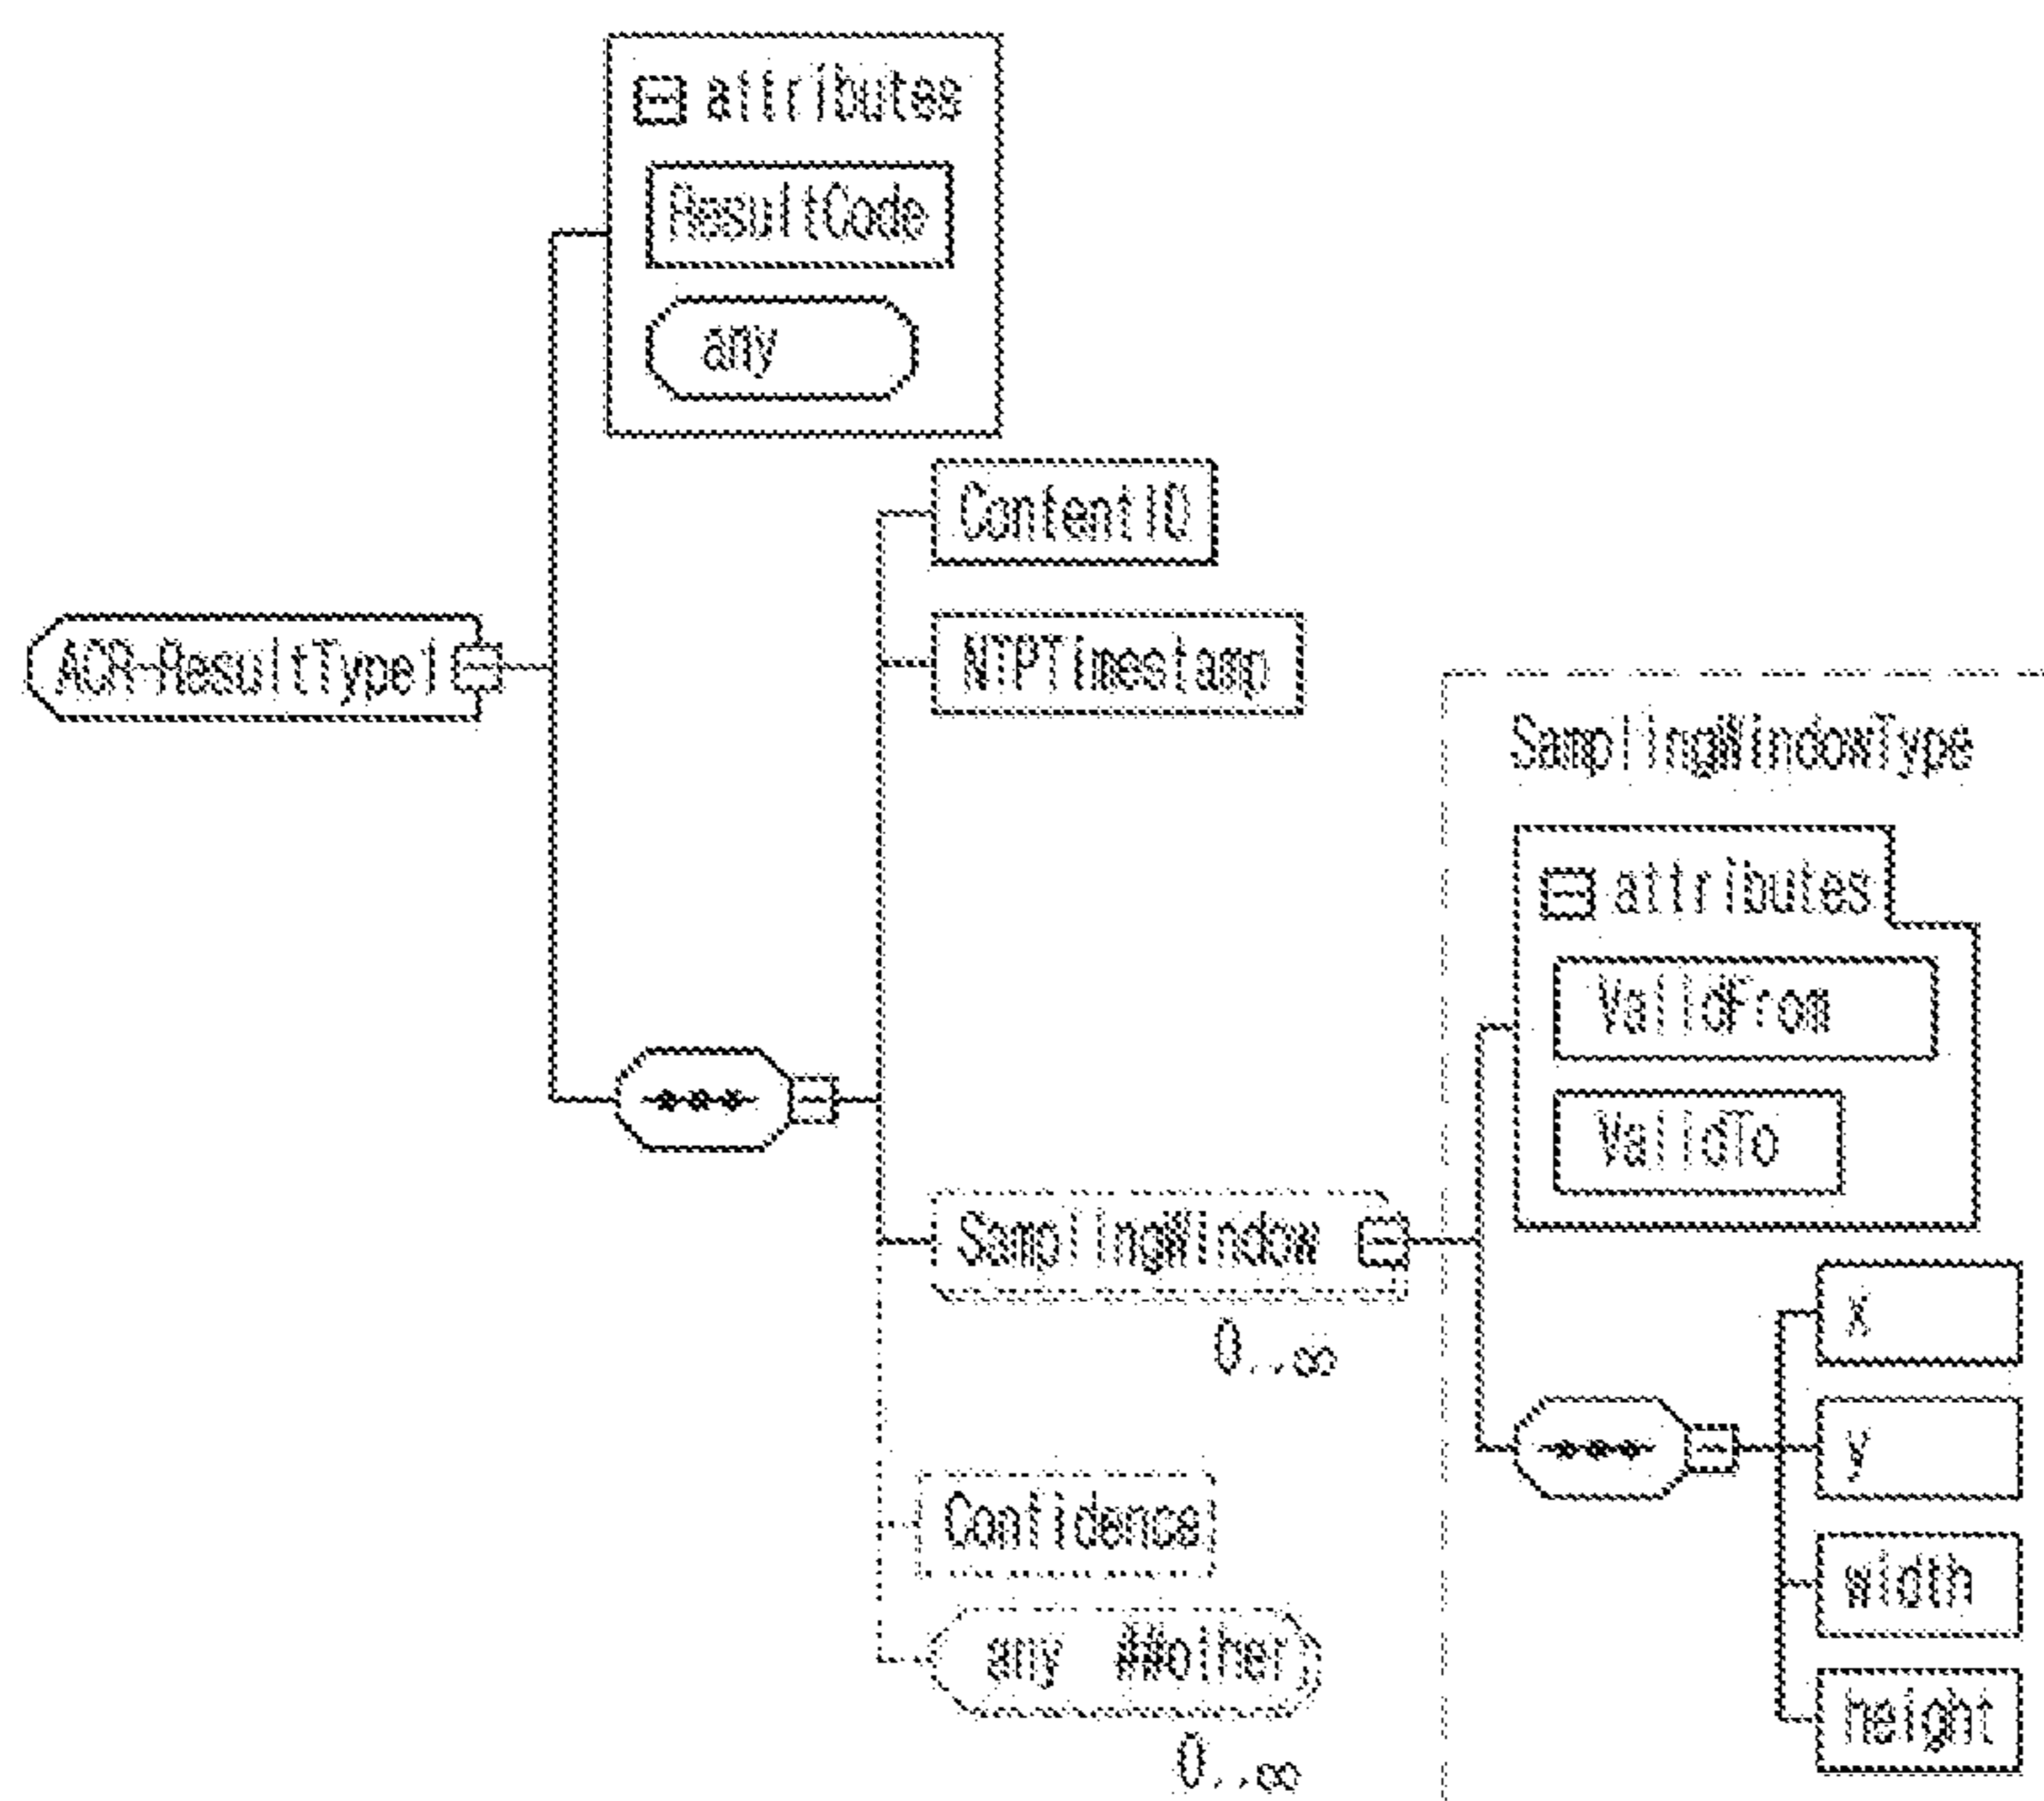 attributes
ResultCode
any
ContentID
NTPTimestamp
ACR-ResultType1
SamplingWindowType
attributes
ValidFrom
ValidTo
SamplingWindow
0..∞
x
y
width
height
Confidence
any ##other
0..∞